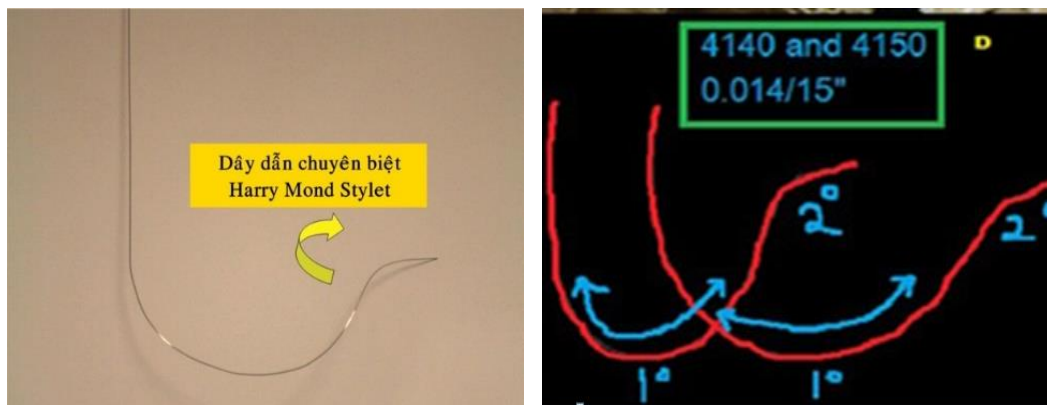 Dây dẫn chuyên biệt
Harry Mond Stylet
4140 and 4150
0.014/15"
D
2°
2°
1°
1°